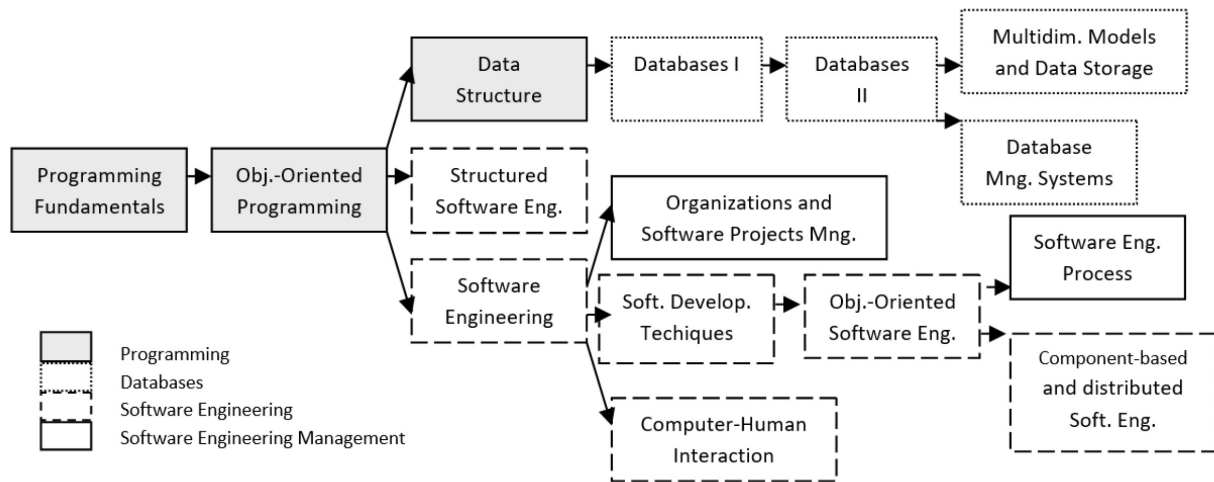 Data
Structure
Databases I
Databases
II
Multidim. Models
and Data Storage
Database
Mng. Systems
Programming
Fundamentals
Obj.-Oriented
Programming
Structured
Software Eng.
Organizations and
Software Projects Mng.
Software Eng.
Process
Software
Engineering
Soft. Develop.
Techiques
Obj.-Oriented
Software Eng.
Component-based
and distributed
Soft. Eng.
Computer-Human
Interaction
Programming
Databases
Software Engineering
Software Engineering Management